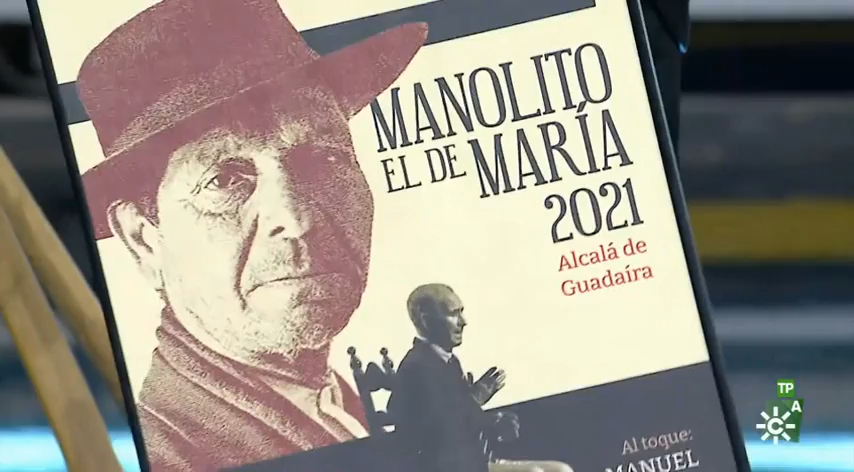 MANOLITO
EL DE MARÍA
2021
Alcalá de
Guadaíra
Al toque:
MANUEL
TP
A